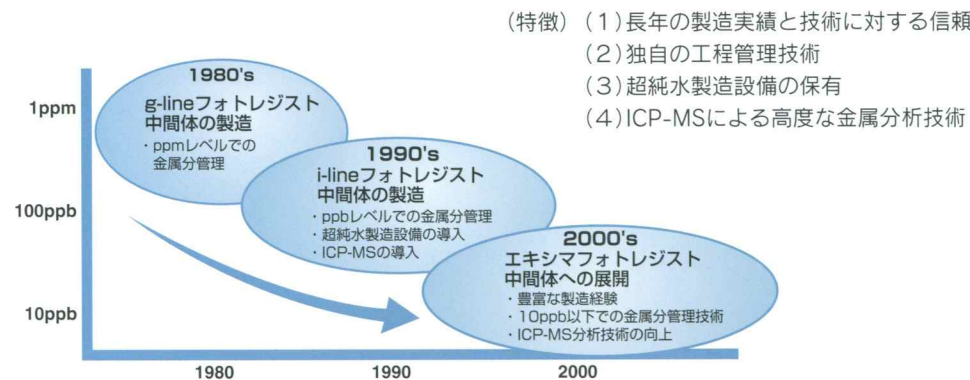 (特徴) (1)長年の製造実績と技術に対する信頼
(2)独自の工程管理技術
(3)超純水製造設備の保有
(4)ICP-MSによる高度な金属分析技術
1ppm
100ppb
10ppb
1980's
g-lineフォトレジスト
中間体の製造
・ppmレベルでの
金属分管理
1990's
i-lineフォトレジスト
中間体の製造
・ppbレベルでの金属分管理
・超純水製造設備の導入
・ICP-MSの導入
2000's
エキシマフォトレジスト
中間体への展開
・豊富な製造経験
・10ppb以下での金属分管理技術
・ICP-MS分析技術の向上
1980
1990
2000